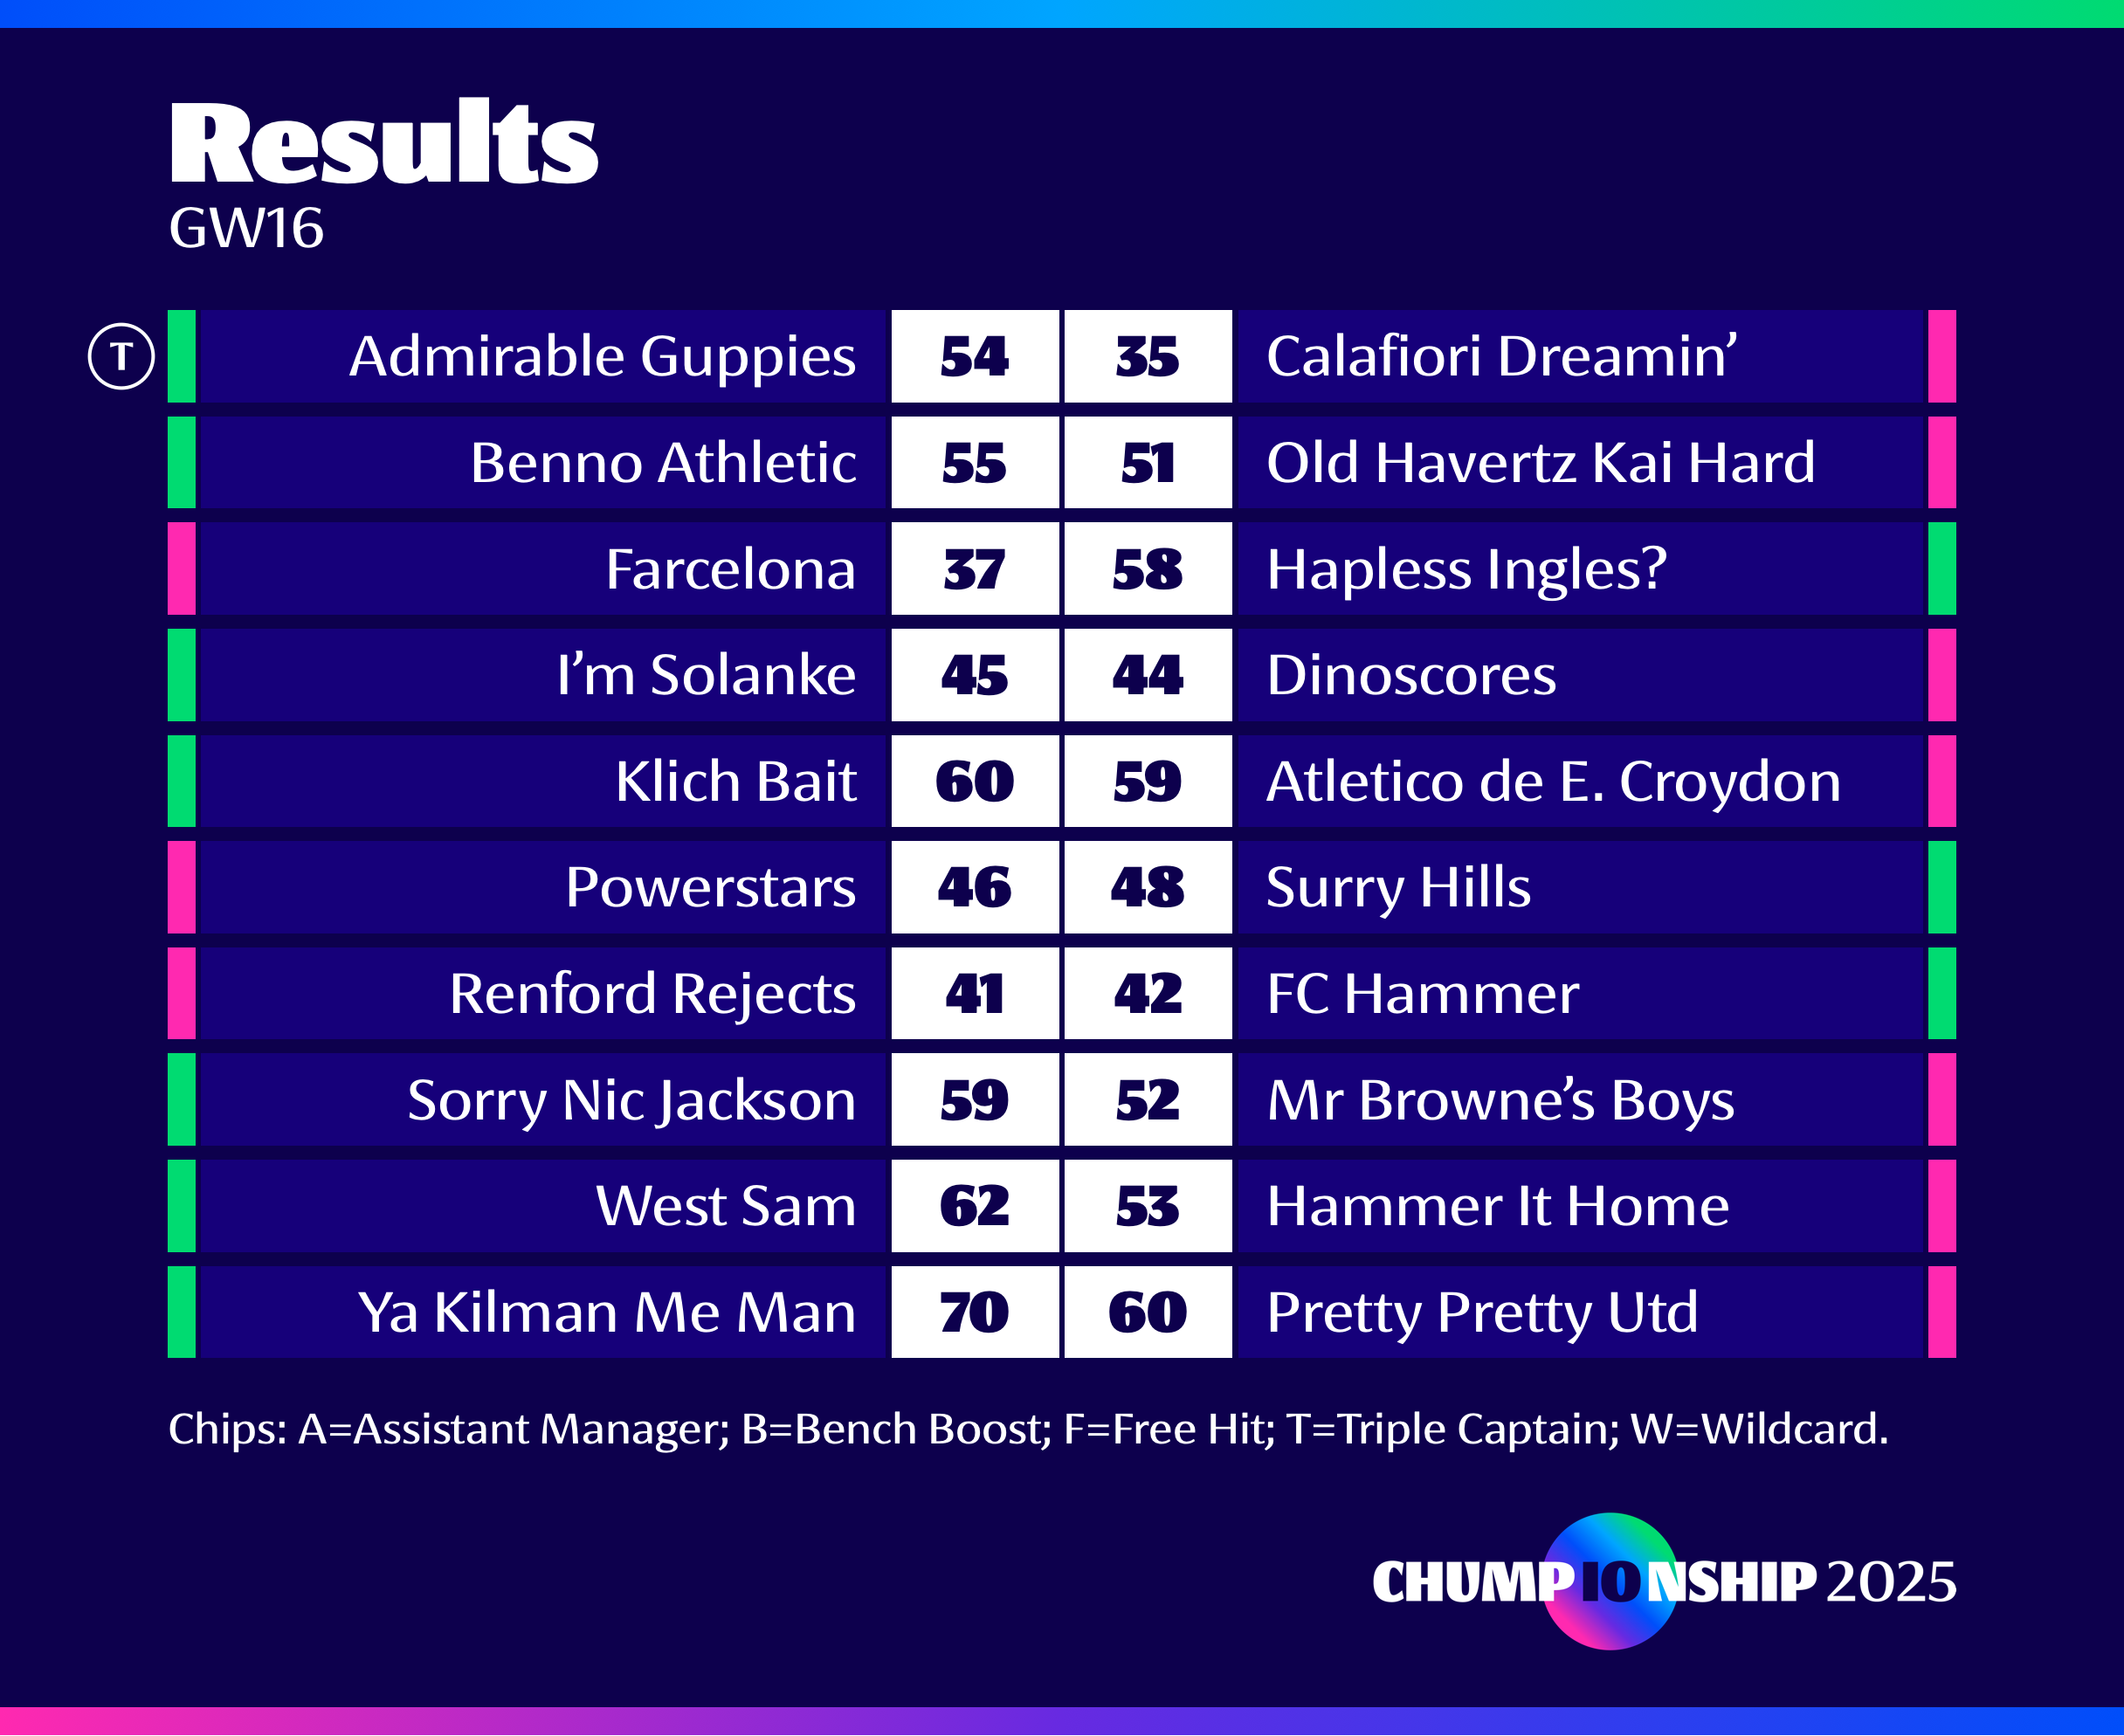 Results
GW16
T Admirable Guppies 54 35 Calafiori Dreamin’
Benno Athletic 55 51 Old Havertz Kai Hard
Farcelona 37 58 Hapless Ingles?
I’m Solanke 45 44 Dinoscores
Klich Bait 60 59 Atletico de E. Croydon
Powerstars 46 48 Surry Hills
Renford Rejects 41 42 FC Hammer
Sorry Nic Jackson 59 52 Mr Browne’s Boys
West Sam 62 53 Hammer It Home
Ya Kilman Me Man 70 60 Pretty Pretty Utd
Chips: A=Assistant Manager; B=Bench Boost; F=Free Hit; T=Triple Captain; W=Wildcard.
CHUMPIONSHIP 2025